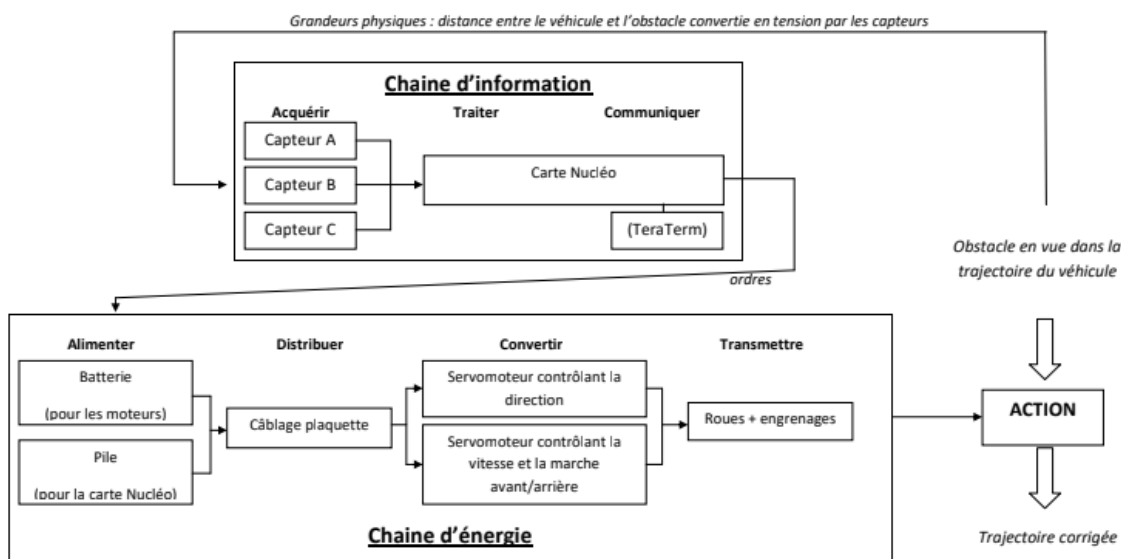 Grandeurs physiques : distance entre le véhicule et l'obstacle convertie en tension par les capteurs
Chaine d'information
Acquérir
Traiter
Communiquer
Capteur A
Capteur B
Capteur C
Carte Nucléo
(TeraTerm)
Obstacle en vue dans la
trajectoire du véhicule
ordres
Alimenter
Distribuer
Convertir
Transmettre
Batterie
(pour les moteurs)
Pile
(pour la carte Nucléo)
Câblage plaquette
Servomoteur contrôlant la
direction
Servomoteur contrôlant la
vitesse et la marche
avant/arrière
Roues + engrenages
ACTION
Chaine d'énergie
Trajectoire corrigée